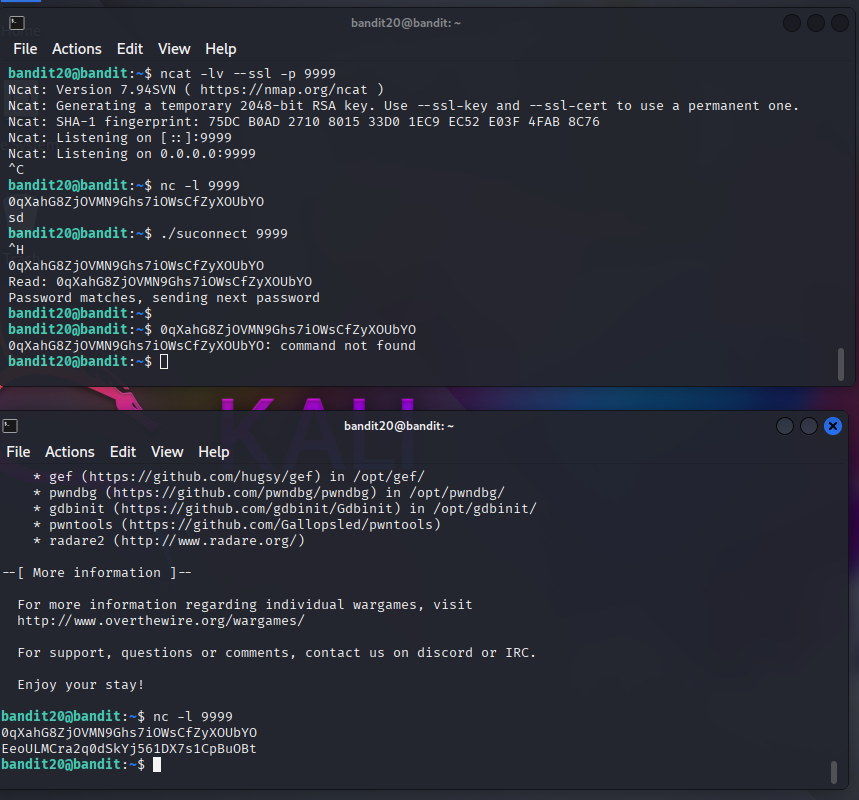 bandit20@bandit: ~
File Actions Edit View Help
bandit20@bandit:~$ ncat -lv --ssl -p 9999
Ncat: Version 7.94SVN ( https://nmap.org/ncat )
Ncat: Generating a temporary 2048-bit RSA key. Use --ssl-key and --ssl-cert to use a permanent one.
Ncat: SHA-1 fingerprint: 75DC B0AD 2710 8015 33D0 1EC9 EC52 E03F 4FAB 8C76
Ncat: Listening on [::]:9999
Ncat: Listening on 0.0.0.0:9999
^C
bandit20@bandit:~$ nc -l 9999
0qXahG8ZjOVMN9Ghs7iOWsCfZyXOUbYO
sd
bandit20@bandit:~$ ./suconnect 9999
^H
0qXahG8ZjOVMN9Ghs7iOWsCfZyXOUbYO
Read: 0qXahG8ZjOVMN9Ghs7iOWsCfZyXOUbYO
Password matches, sending next password
bandit20@bandit:~$
bandit20@bandit:~$ 0qXahG8ZjOVMN9Ghs7iOWsCfZyXOUbYO
0qXahG8ZjOVMN9Ghs7iOWsCfZyXOUbYO: command not found
bandit20@bandit:~$
KALI
bandit20@bandit: ~
File Actions Edit View Help
* gef (https://github.com/hugsy/gef) in /opt/gef/
* pwndbg (https://github.com/pwndbg/pwndbg) in /opt/pwndbg/
* gdbinit (https://github.com/gdbinit/Gdbinit) in /opt/gdbinit/
* pwntools (https://github.com/Gallopsled/pwntools)
* radare2 (http://www.radare.org/)
--[ More information ]--
For more information regarding individual wargames, visit
http://www.overthewire.org/wargames/
For support, questions or comments, contact us on discord or IRC.
Enjoy your stay!
bandit20@bandit:~$ nc -l 9999
0qXahG8ZjOVMN9Ghs7iOWsCfZyXOUbYO
EeoULMCra2q0dSkYj561DX7s1CpBuOBt
bandit20@bandit:~$